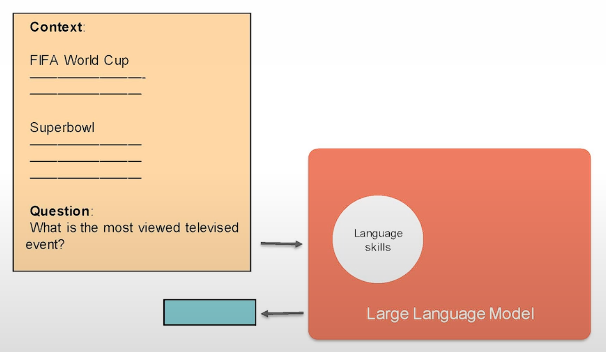 Context:
FIFA World Cup
Superbowl
Question:
What is the most viewed televised
event?
Language
skills
Large Language Model